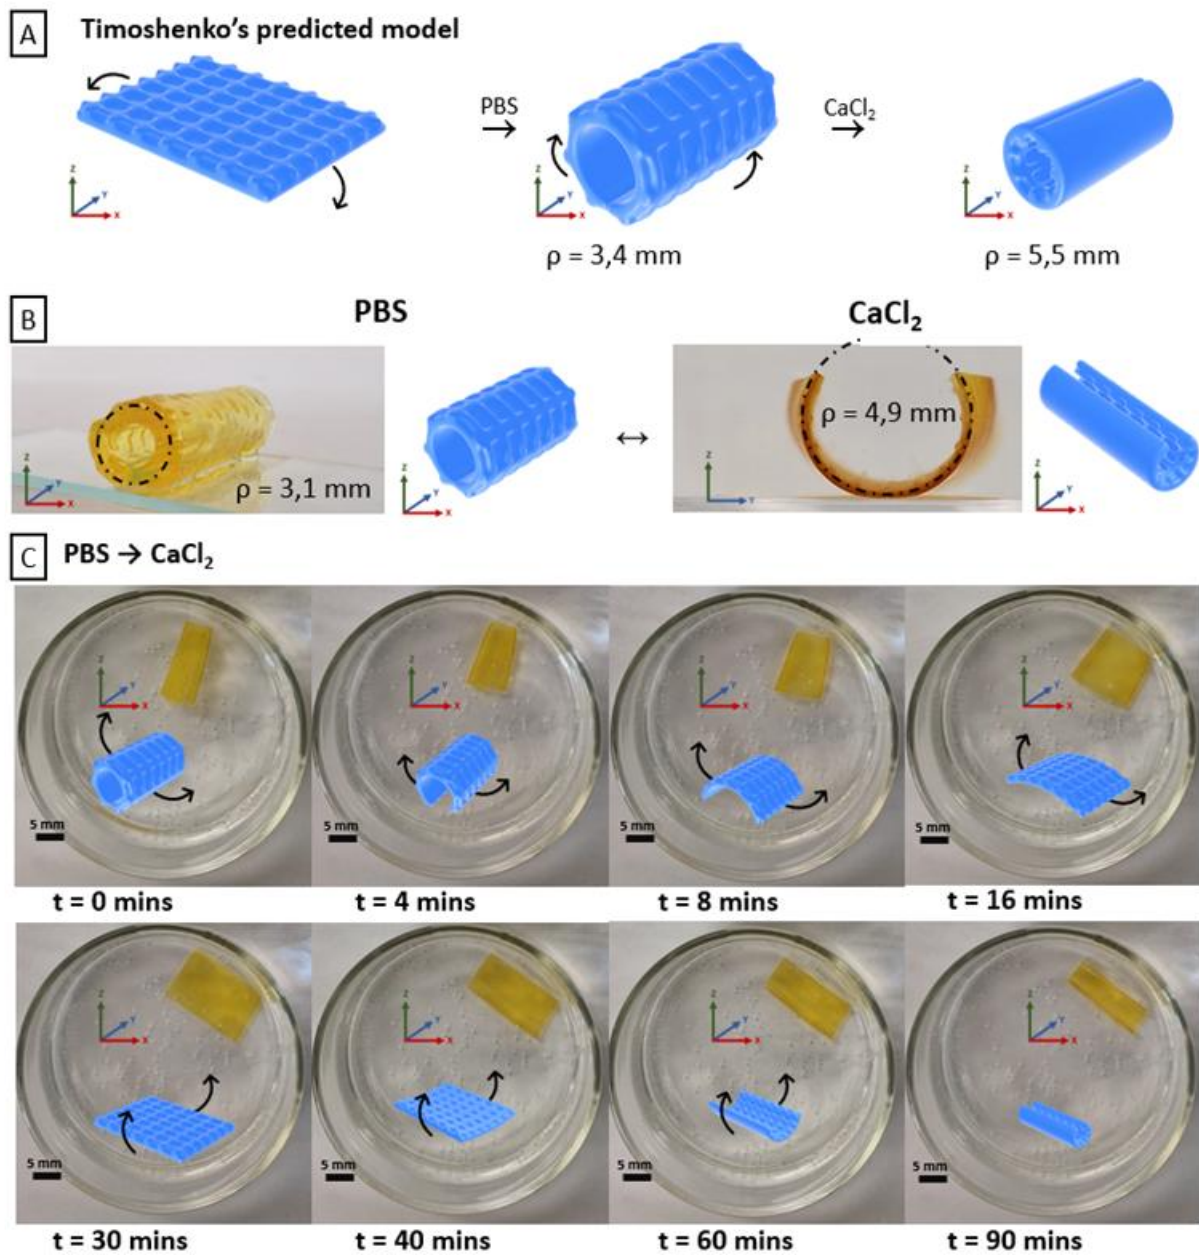 A
Timoshenko's predicted model
PBS
→
CaCl₂
→
Z
Y
X
Z
Y
X
Z
Y
X
ρ = 3,4 mm
ρ = 5,5 mm
B
PBS
CaCl₂
Z
Y
X
ρ = 3,1 mm
Z
Y
X
↔
ρ = 4,9 mm
Z
Y
Z
Y
X
C
PBS → CaCl₂
Z
Y
X
Z
Y
X
Z
Y
X
Z
Y
X
5 mm
5 mm
5 mm
5 mm
t = 0 mins
t = 4 mins
t = 8 mins
t = 16 mins
Z
Y
X
Z
Y
X
Z
Y
X
Z
Y
X
5 mm
5 mm
5 mm
5 mm
t = 30 mins
t = 40 mins
t = 60 mins
t = 90 mins